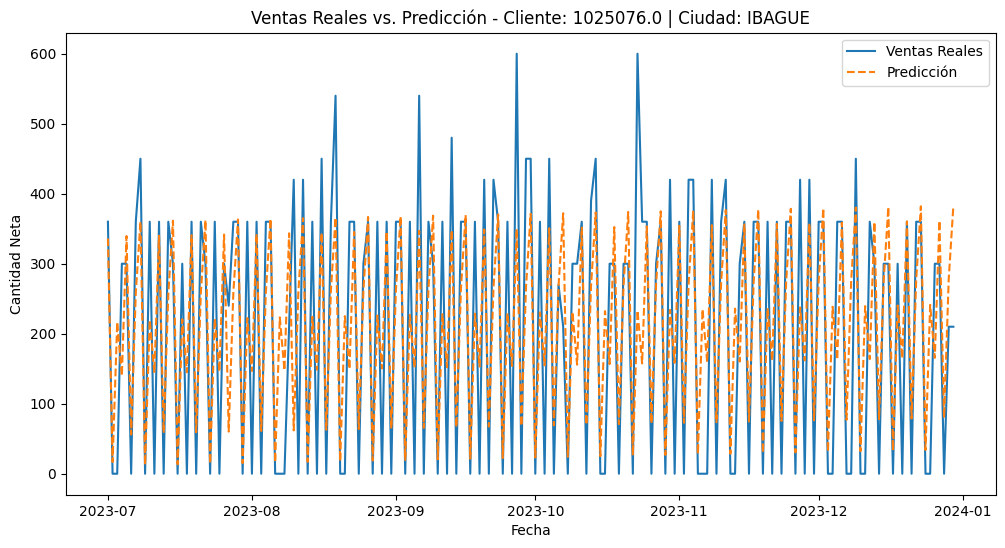 Ventas Reales vs. Predicción - Cliente: 1025076.0 | Ciudad: IBAGUE
Ventas Reales
Predicción
Cantidad Neta
600
500
400
300
200
100
0
2023-07
2023-08
2023-09
2023-10
2023-11
2023-12
2024-01
Fecha